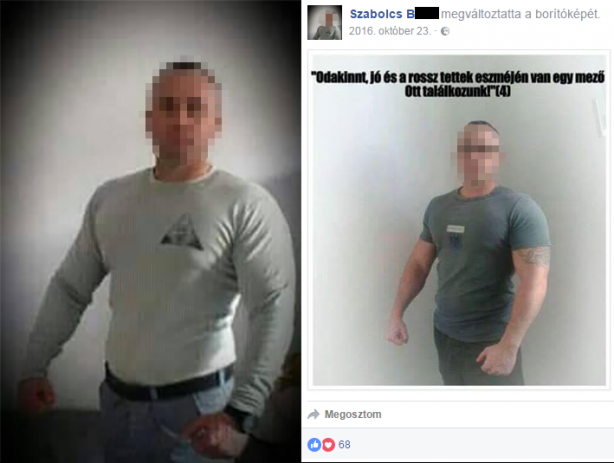 Szabolcs B megváltoztatta a borítóképét.
2016. október 23.
"Odakinnt, jó és a rossz tettek eszméjén van egy mező
Ott találkozunk!"(4)
Megosztom
68